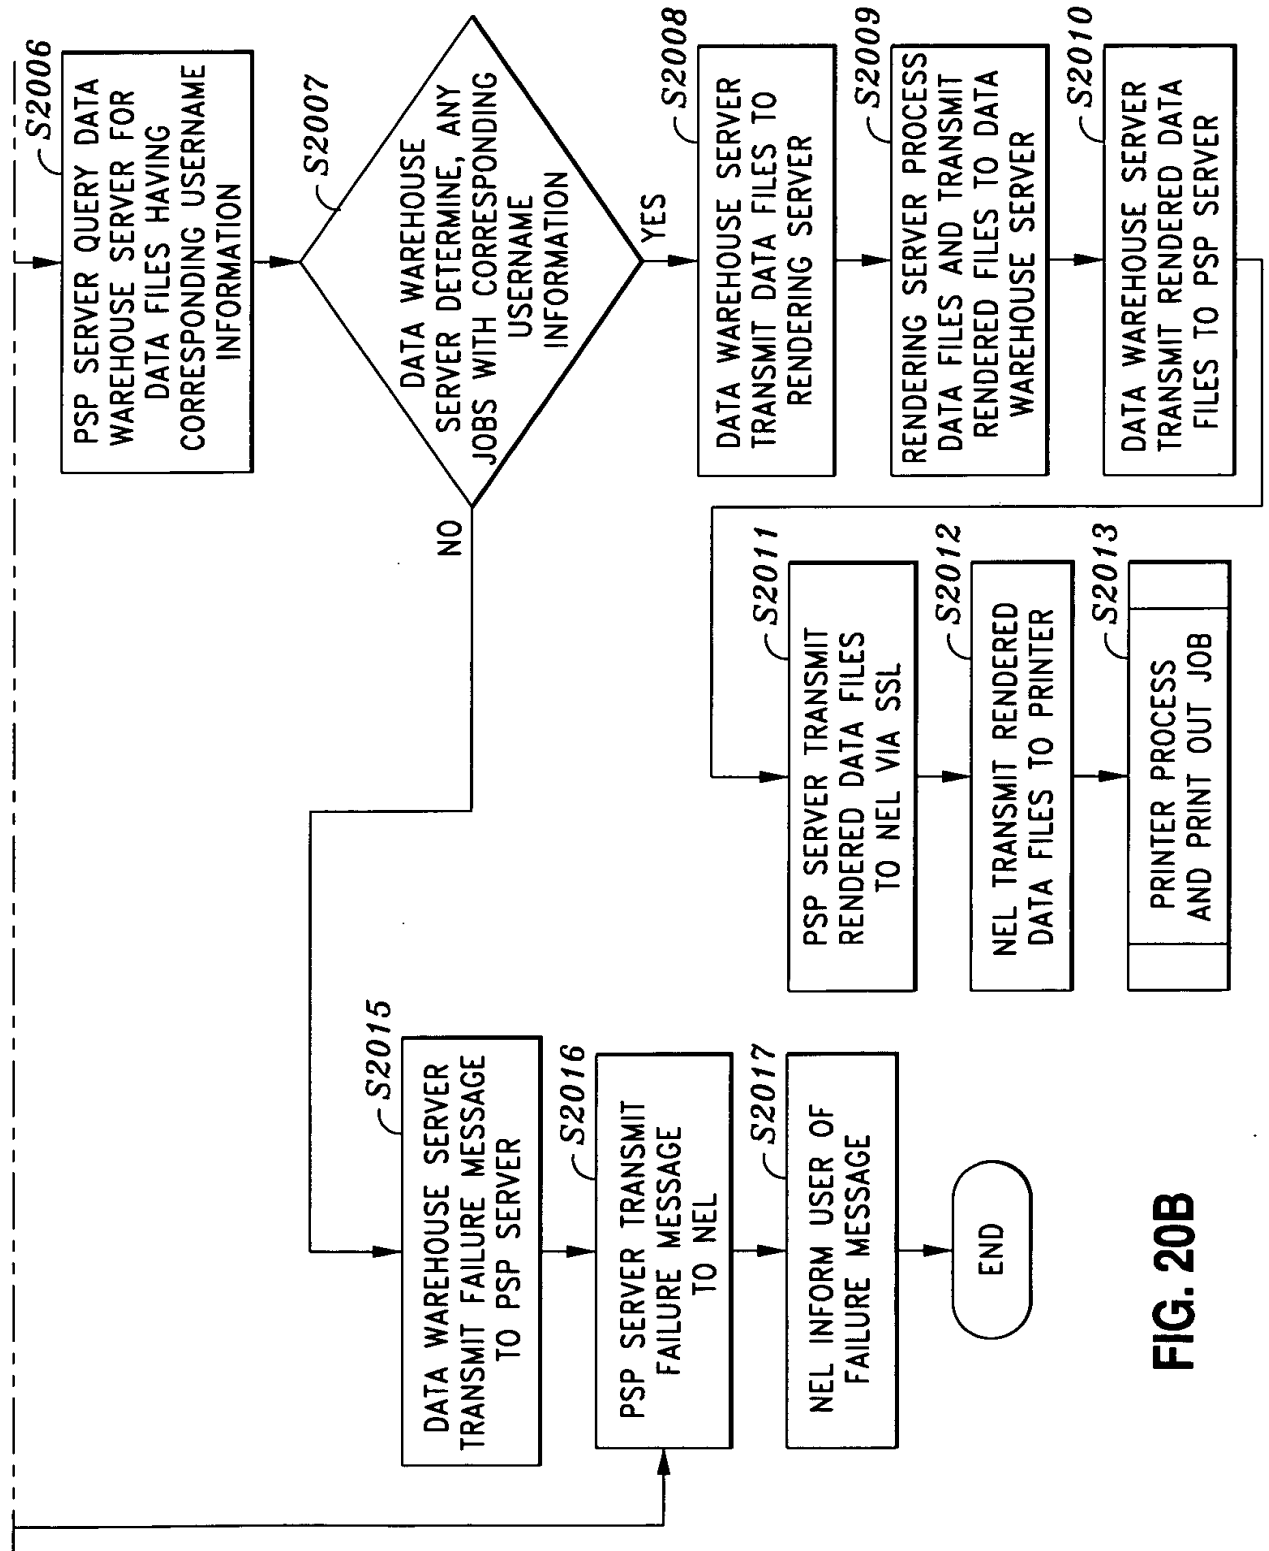 S2006
PSP SERVER QUERY DATA
WAREHOUSE SERVER FOR
DATA FILES HAVING
CORRESPONDING USERNAME
INFORMATION
S2007
DATA WAREHOUSE
SERVER DETERMINE, ANY
JOBS WITH CORRESPONDING
USERNAME
INFORMATION
NO
YES
S2008
DATA WAREHOUSE SERVER
TRANSMIT DATA FILES TO
RENDERING SERVER
S2009
RENDERING SERVER PROCESS
DATA FILES AND TRANSMIT
RENDERED FILES TO DATA
WAREHOUSE SERVER
S2010
DATA WAREHOUSE SERVER
TRANSMIT RENDERED DATA
FILES TO PSP SERVER
S2011
PSP SERVER TRANSMIT
RENDERED DATA FILES
TO NEL VIA SSL
S2012
NEL TRANSMIT RENDERED
DATA FILES TO PRINTER
S2013
PRINTER PROCESS
AND PRINT OUT JOB
S2015
DATA WAREHOUSE SERVER
TRANSMIT FAILURE MESSAGE
TO PSP SERVER
S2016
PSP SERVER TRANSMIT
FAILURE MESSAGE
TO NEL
S2017
NEL INFORM USER OF
FAILURE MESSAGE
END
FIG. 20B